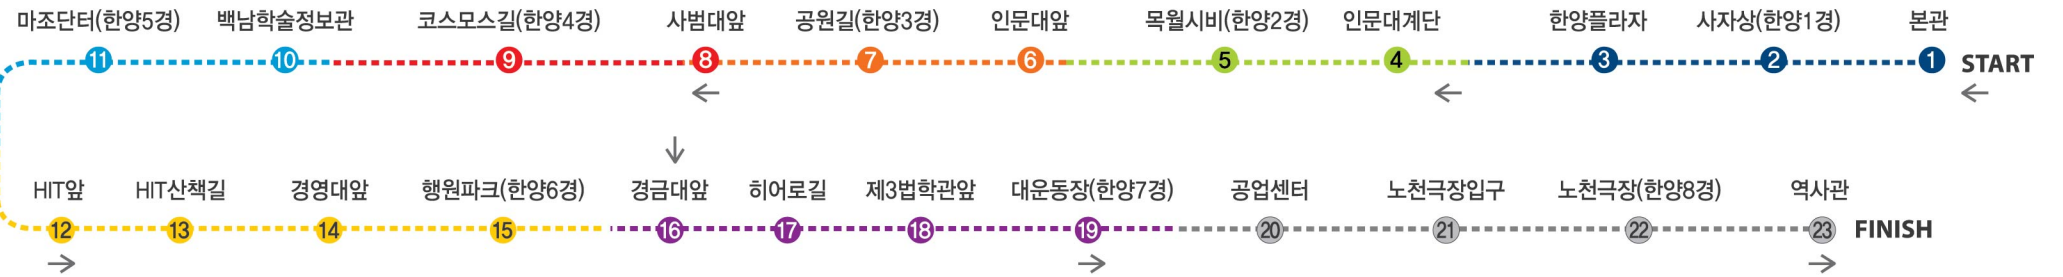 마조단터(한양5경) 백남학술정보관 코스모스길(한양4경) 사범대앞 공원길(한양3경) 인문대앞 목월시비(한양2경) 인문대계단 한양플라자 사자상(한양1경) 본관
11 10 9 8 7 6 5 4 3 2 1 START
HIT앞 HIT산책길 경영대앞 행원파크(한양6경) 경금대앞 히어로길 제3법학관앞 대운동장(한양7경) 공업센터 노천극장입구 노천극장(한양8경) 역사관
12 13 14 15 16 17 18 19 20 21 22 23 FINISH